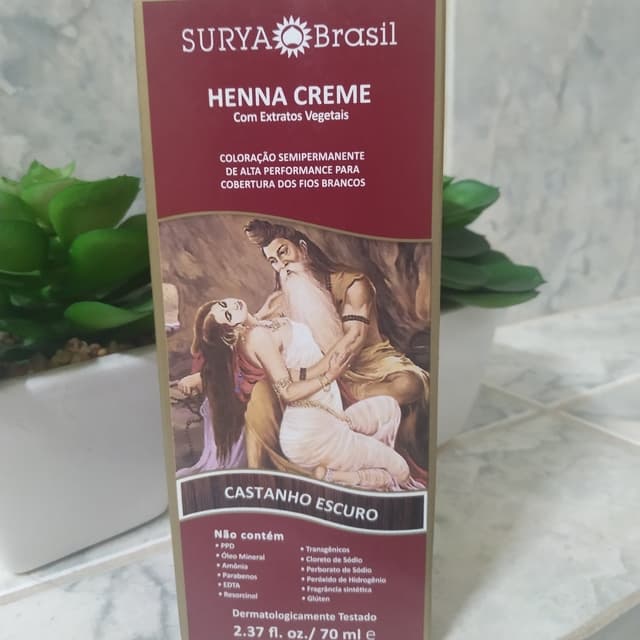 SURYA Brasil
HENNA CREME
Com Extratos Vegetais
COLORAÇÃO SEMIPERMANENTE
DE ALTA PERFORMANCE PARA
COBERTURA DOS FIOS BRANCOS
CASTANHO ESCURO
Não contém
• PPD
• Óleo Mineral
• Amônia
• Parabenos
• EDTA
• Resorcinol
• Transgênicos
• Cloreto de Sódio
• Perborato de Sódio
• Peróxido de Hidrogênio
• Fragrância sintética
• Glúten
Dermatologicamente Testado
2.37 fl. oz./ 70 ml e